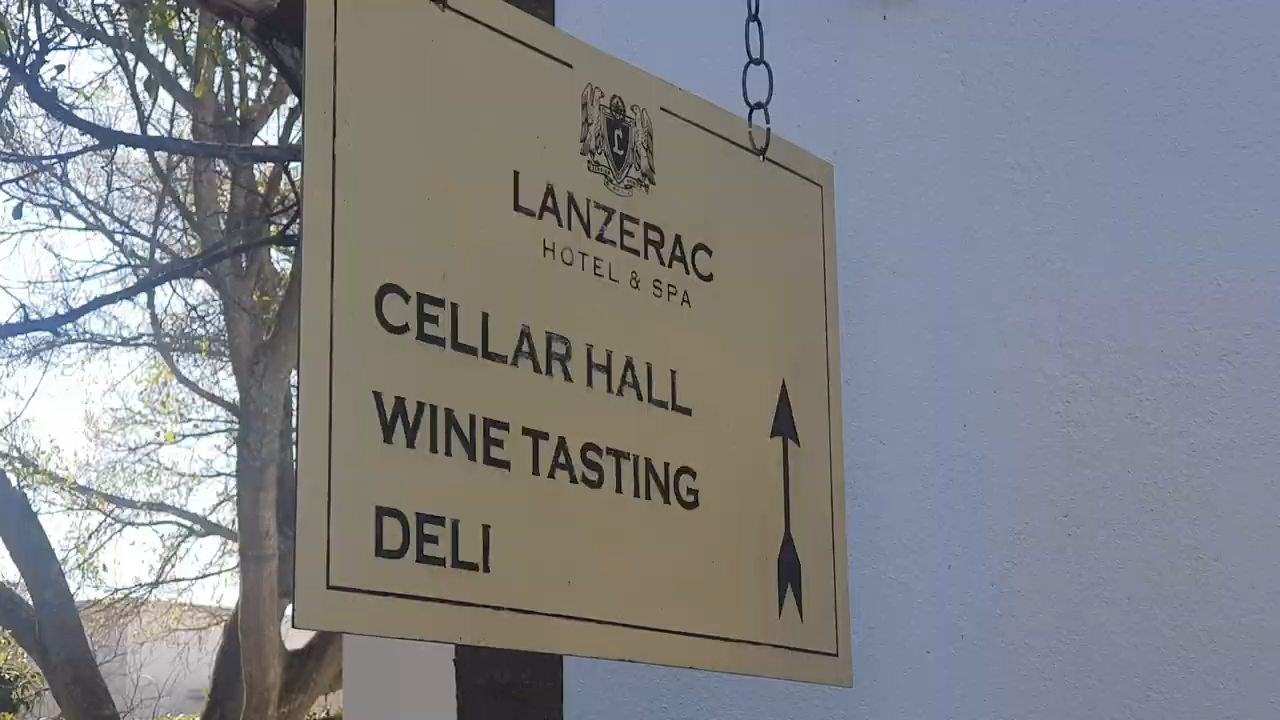 L
LANZERAC
HOTEL & SPA
CELLAR HALL
WINE TASTING
DELI